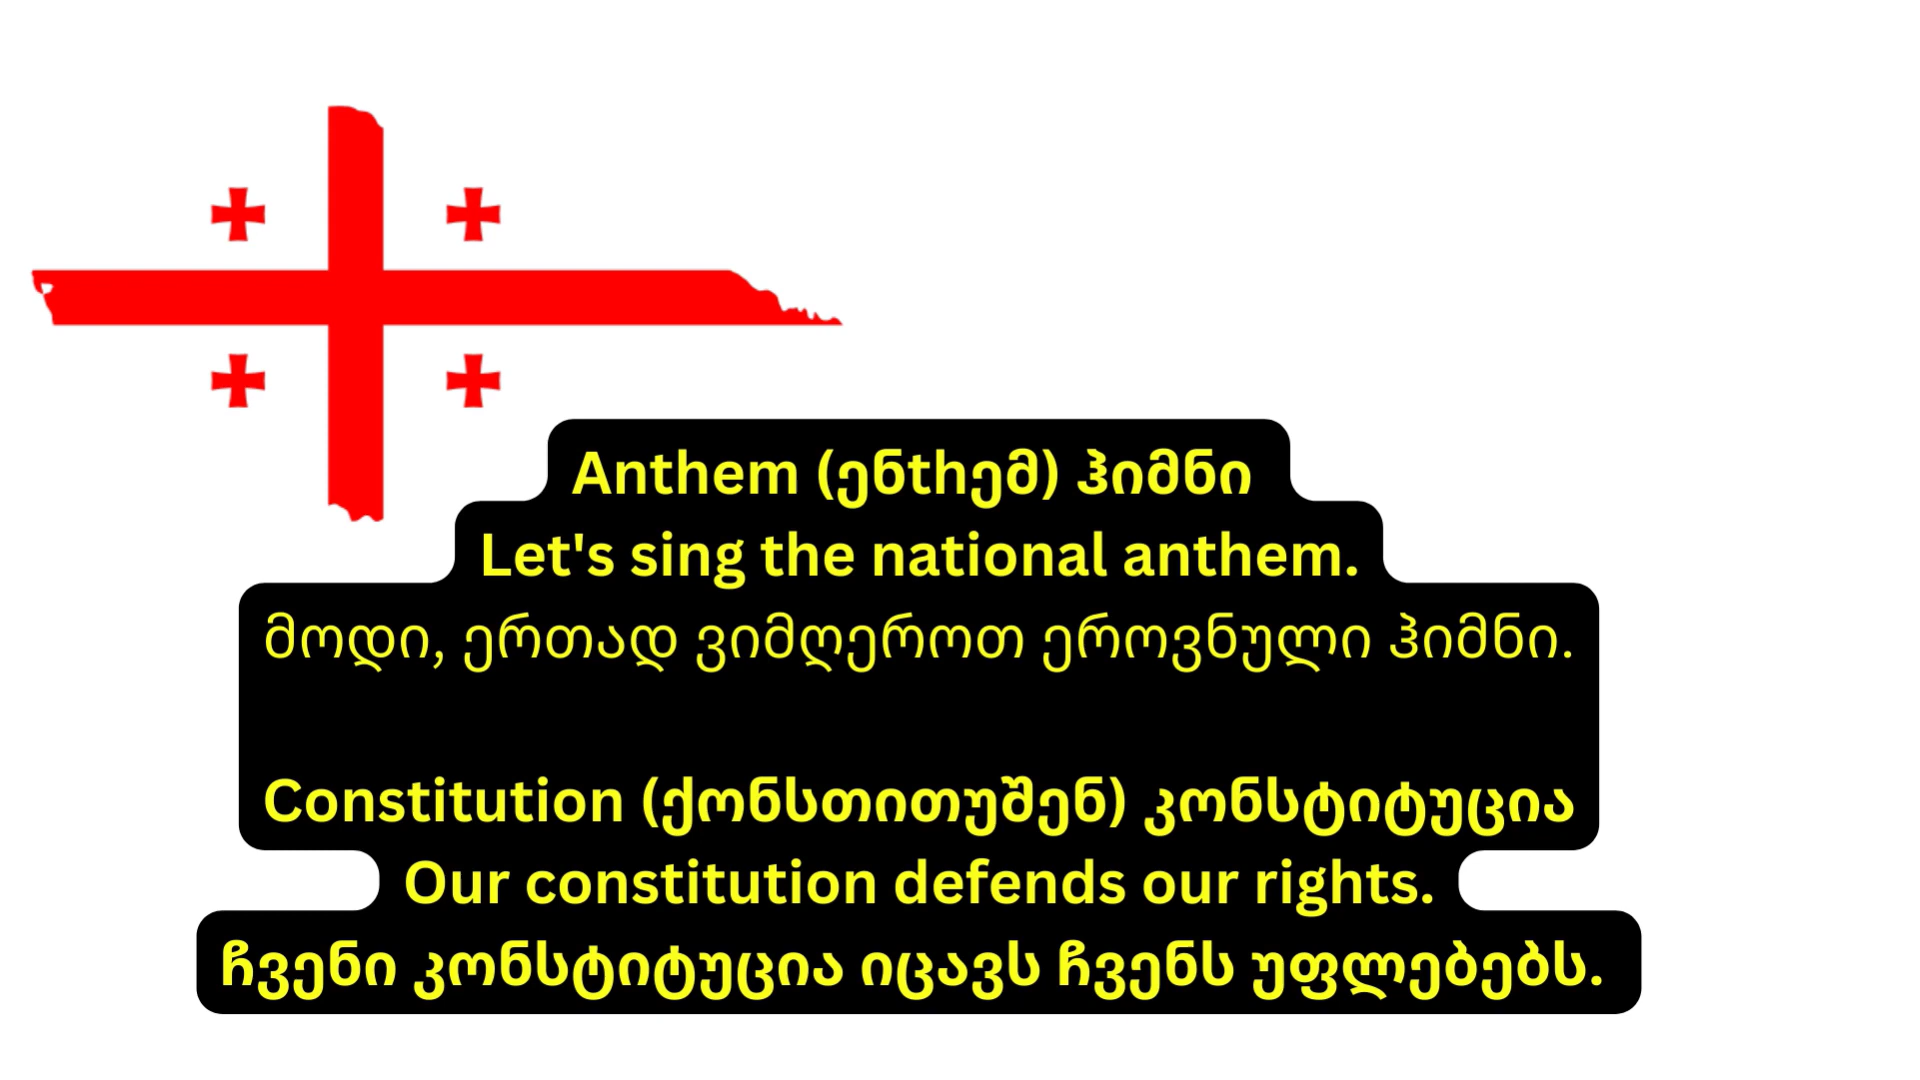 Anthem (ენthემ) ჰიმნი
Let's sing the national anthem.
მოდი, ერთად ვიმღეროთ ეროვნული ჰიმნი.
Constitution (ქონსთითუშენ) კონსტიტუცია
Our constitution defends our rights.
ჩვენი კონსტიტუცია იცავს ჩვენს უფლებებს.